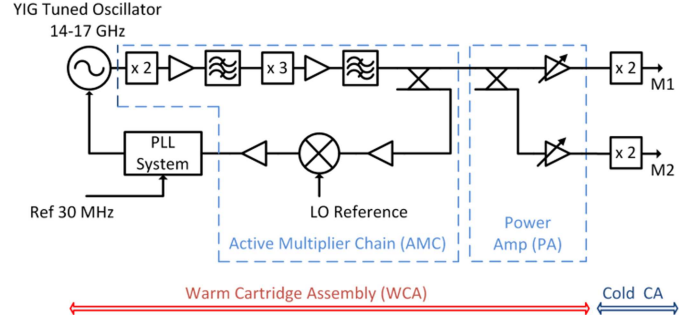 YIG Tuned Oscillator
14-17 GHz
x 2
x 3
x 2
M1
PLL
System
x 2
M2
Ref 30 MHz
LO Reference
Active Multiplier Chain (AMC)
Power
Amp (PA)
Warm Cartridge Assembly (WCA)
Cold CA